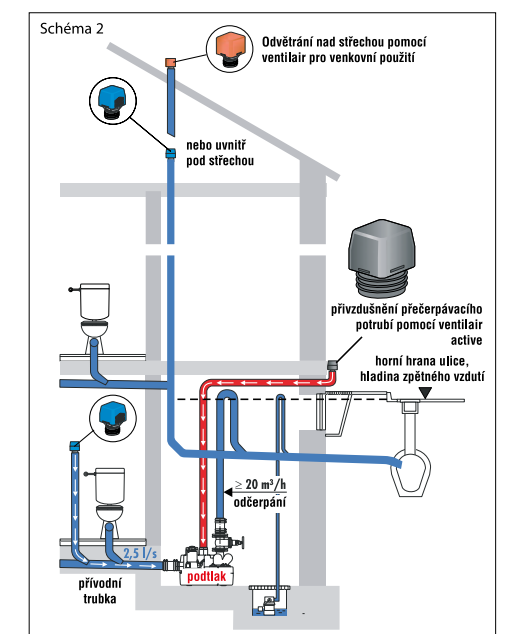 Schéma 2
Odvětrání nad střechou pomocí
ventilair pro venkovní použití
nebo uvnitř
pod střechou
přivzdušnění přečerpávacího
potrubí pomocí ventilair
active
horní hrana ulice,
hladina zpětného vzdutí
≥ 20 m³/h
odčerpání
2,5 l/s
podtlak
přívodní
trubka